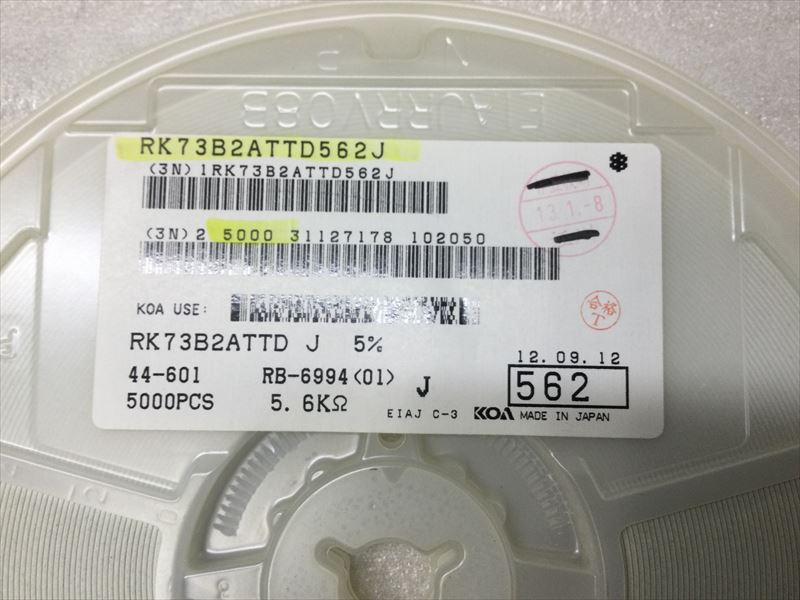 EIAJRRV08B
RK73B2ATTD562J
(3N)1RK73B2ATTD562J
13.1.-8
(3N)2 5000 31127178 102050
KOA USE:
合格
T
RK73B2ATTD J 5%
12.09.12
44-601 RB-6994(01) J 562
5000PCS 5.6KΩ
EIAJ C-3 KOA MADE IN JAPAN